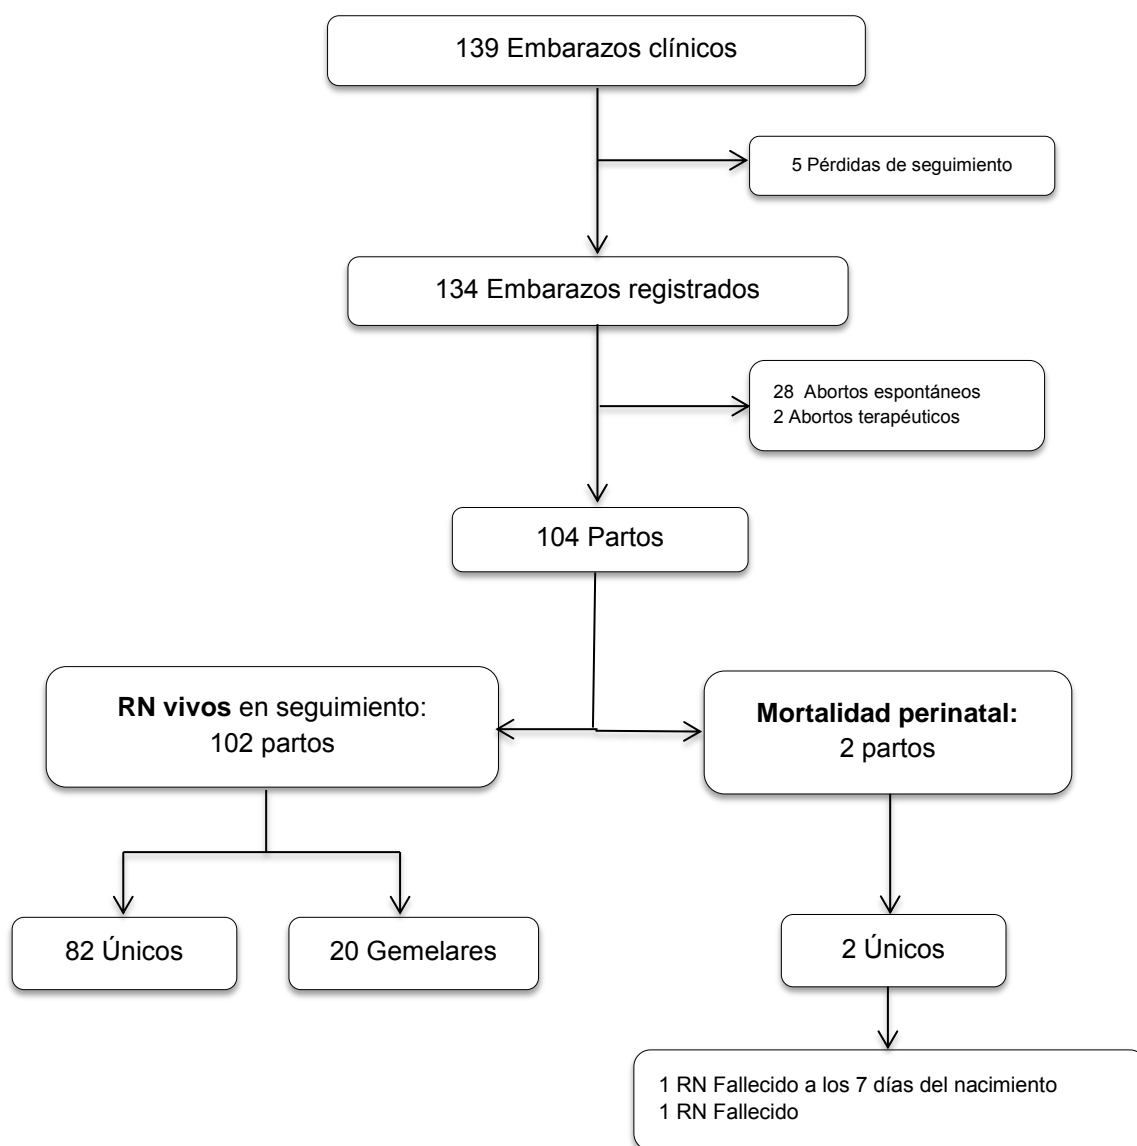 139 Embarazos clínicos
5 Pérdidas de seguimiento
134 Embarazos registrados
28 Abortos espontáneos
2 Abortos terapéuticos
104 Partos
RN vivos en seguimiento:
102 partos
Mortalidad perinatal:
2 partos
82 Únicos
20 Gemelares
2 Únicos
1 RN Fallecido a los 7 días del nacimiento
1 RN Fallecido